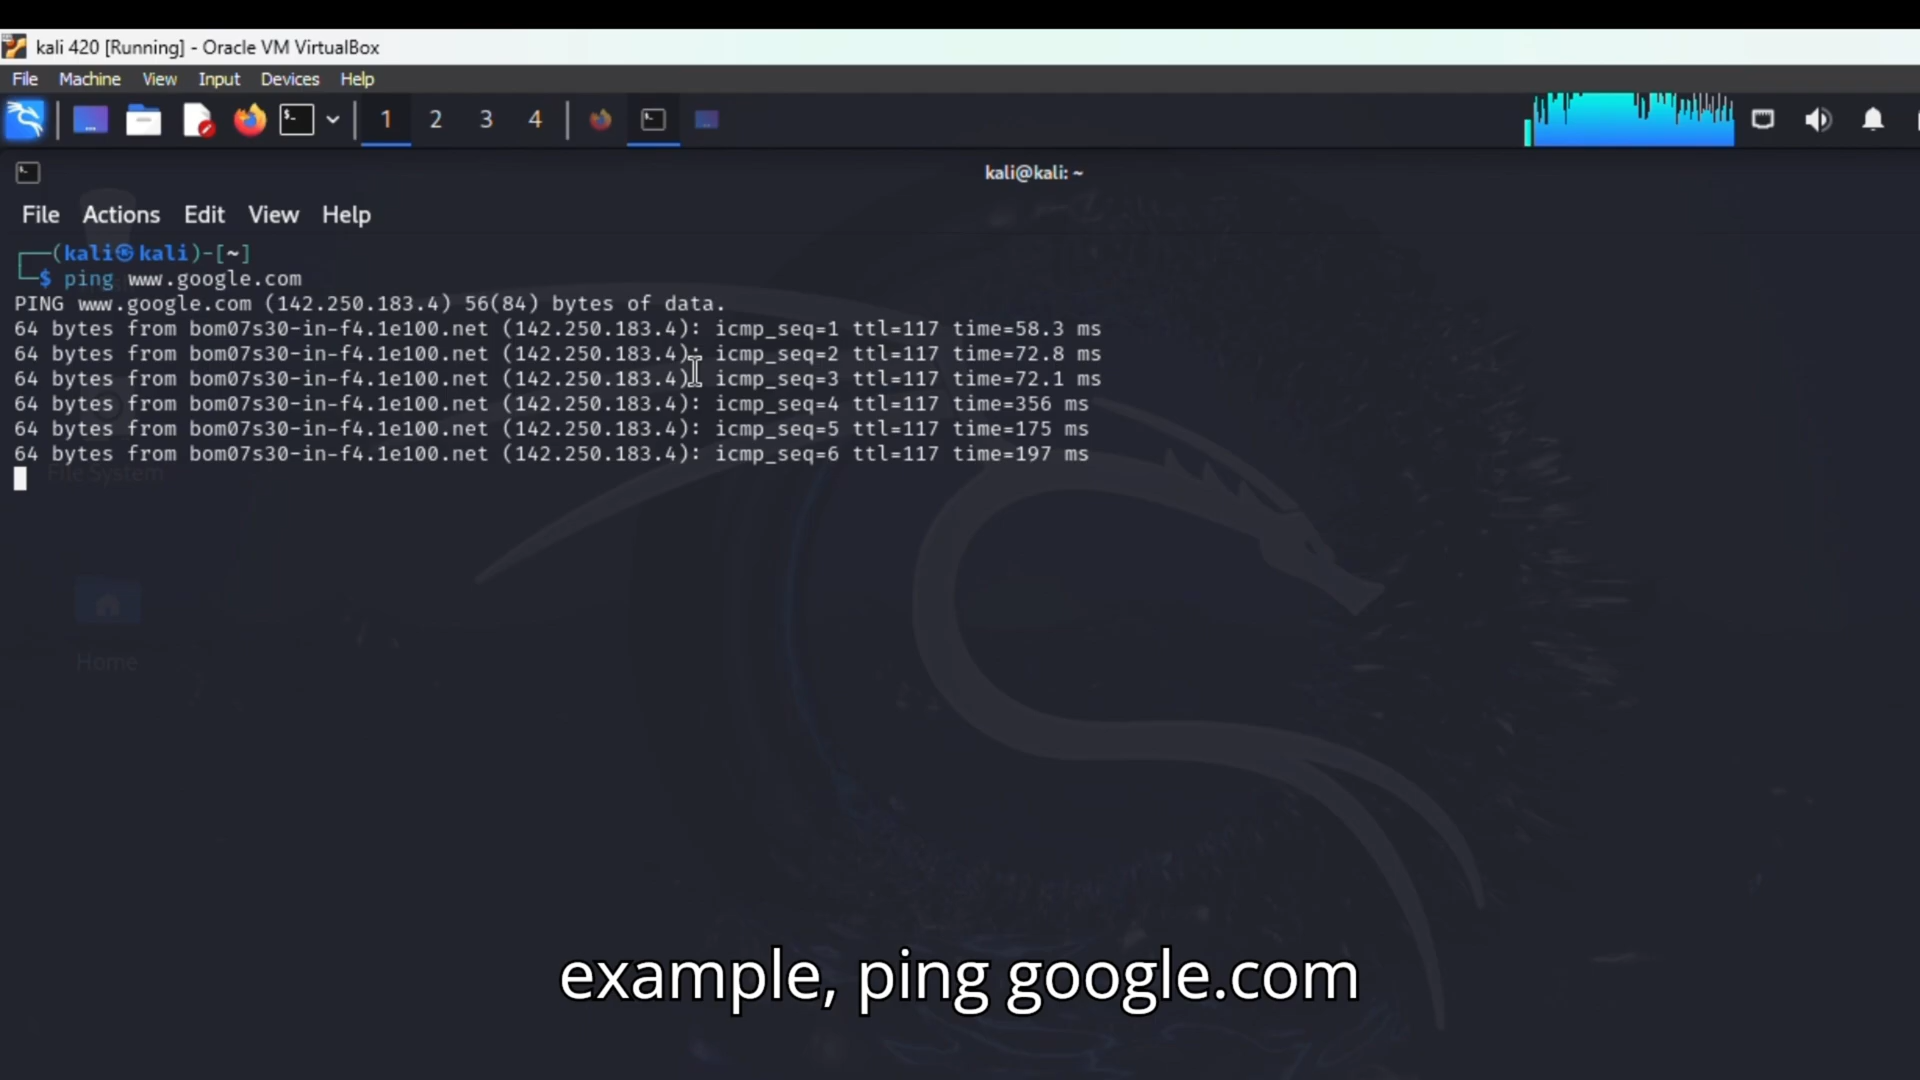 kali 420 [Running] - Oracle VM VirtualBox
File Machine View Input Devices Help
1 2 3 4
kali@kali: ~
File Actions Edit View Help
┌──(kali㉿kali)-[~]
└─$ ping www.google.com
PING www.google.com (142.250.183.4) 56(84) bytes of data.
64 bytes from bom07s30-in-f4.1e100.net (142.250.183.4): icmp_seq=1 ttl=117 time=58.3 ms
64 bytes from bom07s30-in-f4.1e100.net (142.250.183.4): icmp_seq=2 ttl=117 time=72.8 ms
64 bytes from bom07s30-in-f4.1e100.net (142.250.183.4): icmp_seq=3 ttl=117 time=72.1 ms
64 bytes from bom07s30-in-f4.1e100.net (142.250.183.4): icmp_seq=4 ttl=117 time=356 ms
64 bytes from bom07s30-in-f4.1e100.net (142.250.183.4): icmp_seq=5 ttl=117 time=175 ms
64 bytes from bom07s30-in-f4.1e100.net (142.250.183.4): icmp_seq=6 ttl=117 time=197 ms
File System
Home
example, ping google.com